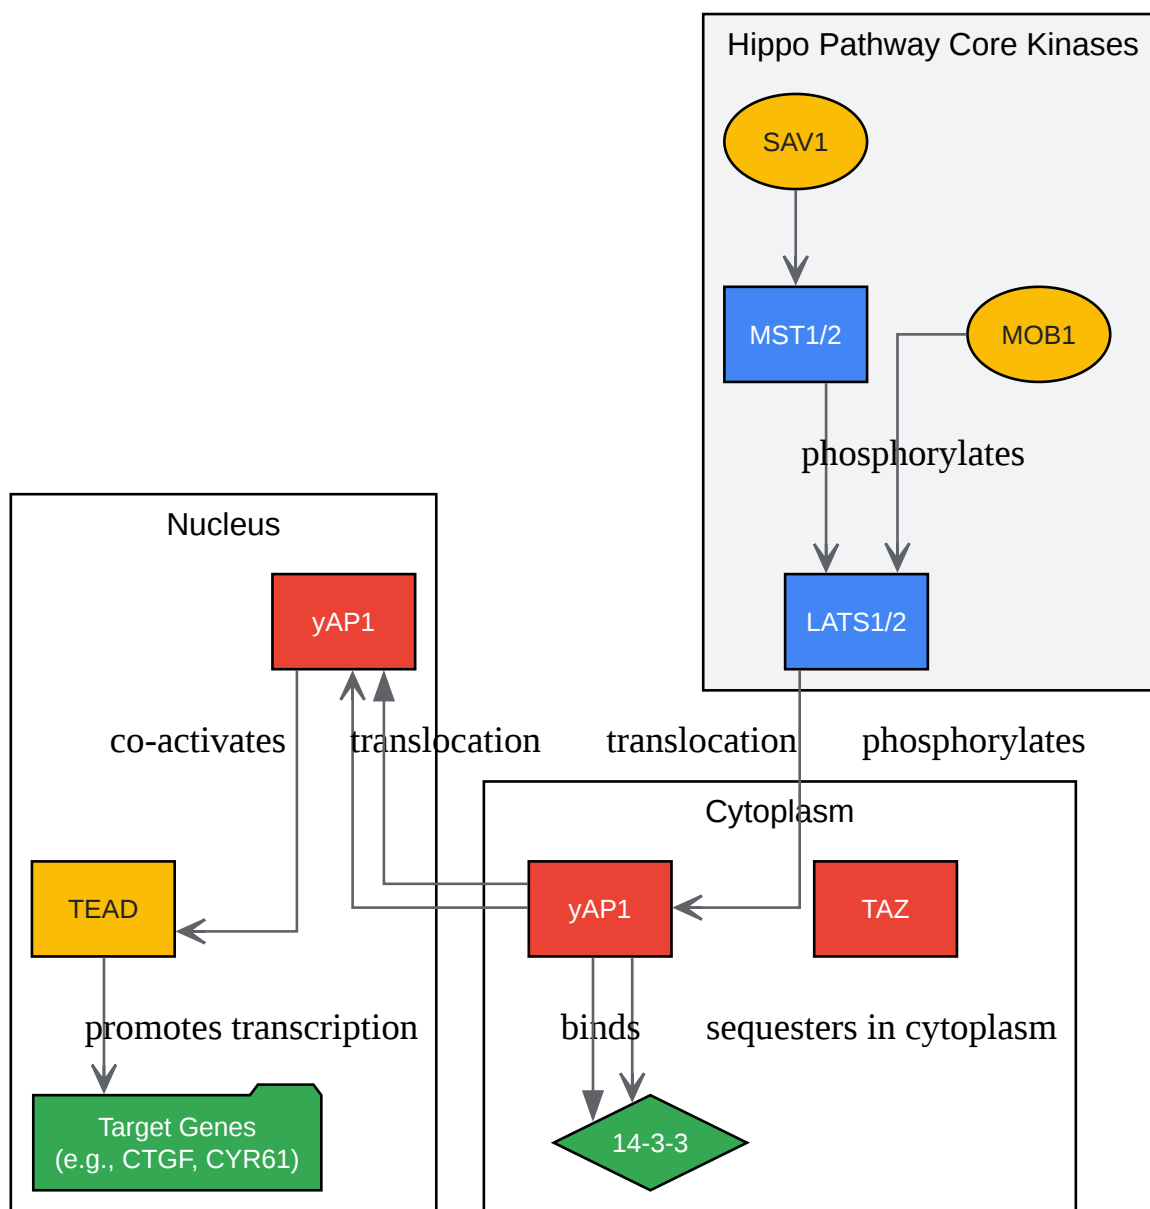 Hippo Pathway Core Kinases
SAV1
MST1/2
MOB1
phosphorylates
Nucleus
yAP1
LATS1/2
co-activates
translocation
translocation
phosphorylates
Cytoplasm
TEAD
yAP1
TAZ
promotes transcription
binds
sequesters in cytoplasm
Target Genes
(e.g., CTGF, CYR61)
14-3-3